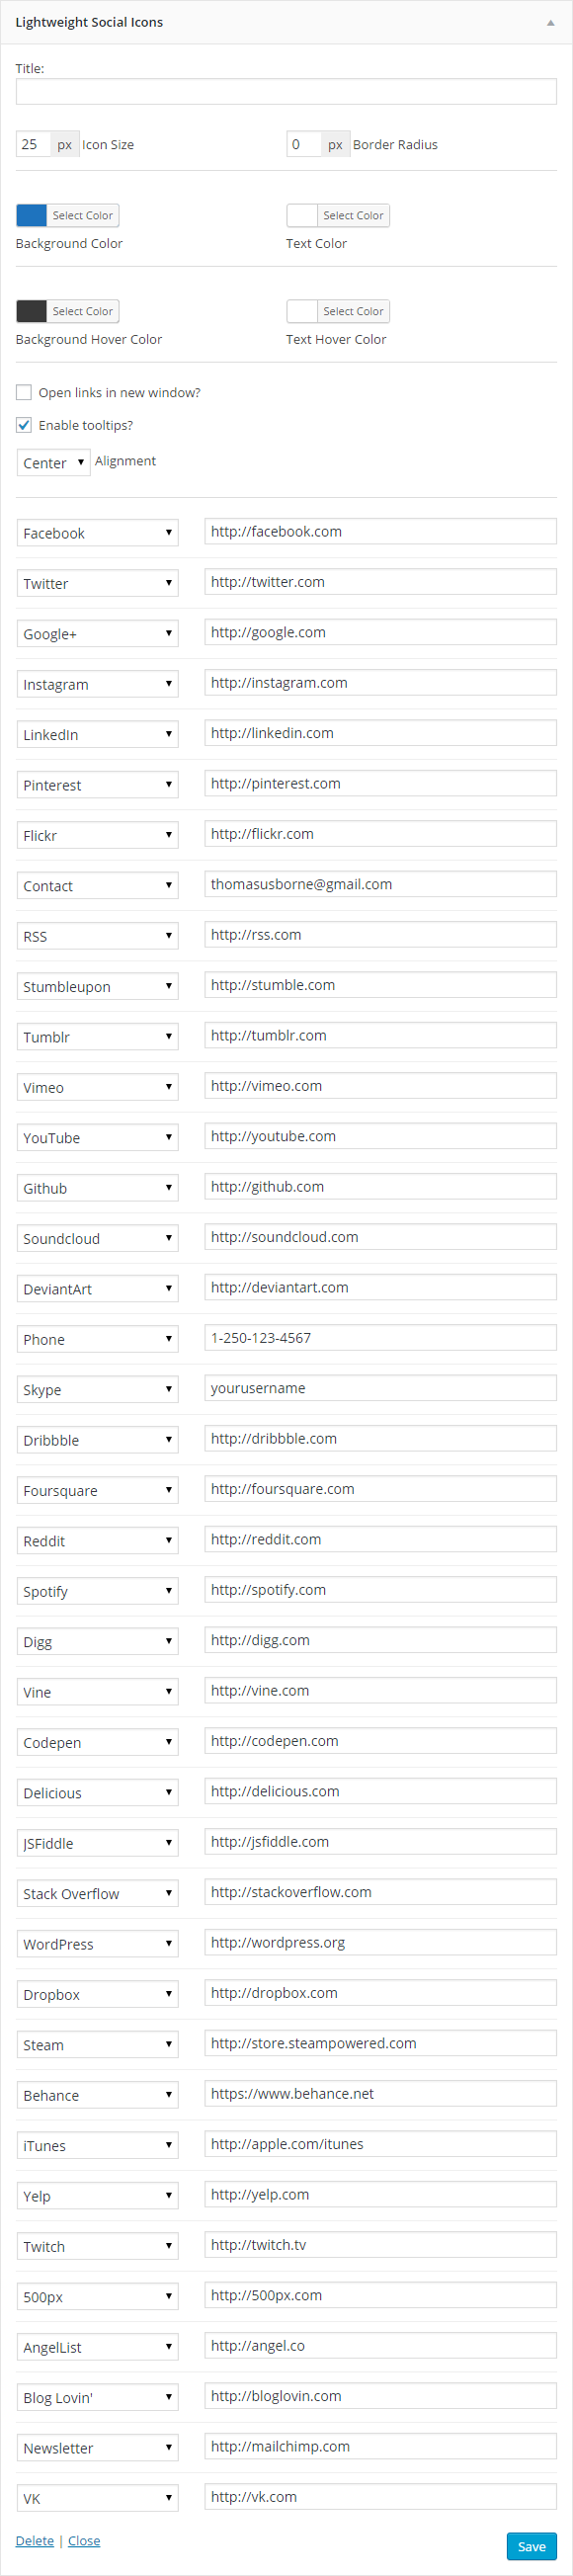 Lightweight Social Icons
Title:
25 px Icon Size 0 px Border Radius
Select Color Select Color
Background Color Text Color
Select Color Select Color
Background Hover Color Text Hover Color
Open links in new window?
Enable tooltips?
Center Alignment
Facebook http://facebook.com
Twitter http://twitter.com
Google+ http://google.com
Instagram http://instagram.com
LinkedIn http://linkedin.com
Pinterest http://pinterest.com
Flickr http://flickr.com
Contact thomasusborne@gmail.com
RSS http://rss.com
Stumbleupon http://stumble.com
Tumblr http://tumblr.com
Vimeo http://vimeo.com
YouTube http://youtube.com
Github http://github.com
Soundcloud http://soundcloud.com
DeviantArt http://deviantart.com
Phone 1-250-123-4567
Skype yourusername
Dribbble http://dribbble.com
Foursquare http://foursquare.com
Reddit http://reddit.com
Spotify http://spotify.com
Digg http://digg.com
Vine http://vine.com
Codepen http://codepen.com
Delicious http://delicious.com
JSFiddle http://jsfiddle.com
Stack Overflow http://stackoverflow.com
WordPress http://wordpress.org
Dropbox http://dropbox.com
Steam http://store.steampowered.com
Behance https://www.behance.net
iTunes http://apple.com/itunes
Yelp http://yelp.com
Twitch http://twitch.tv
500px http://500px.com
AngelList http://angel.co
Blog Lovin' http://bloglovin.com
Newsletter http://mailchimp.com
VK http://vk.com
Delete | Close Save